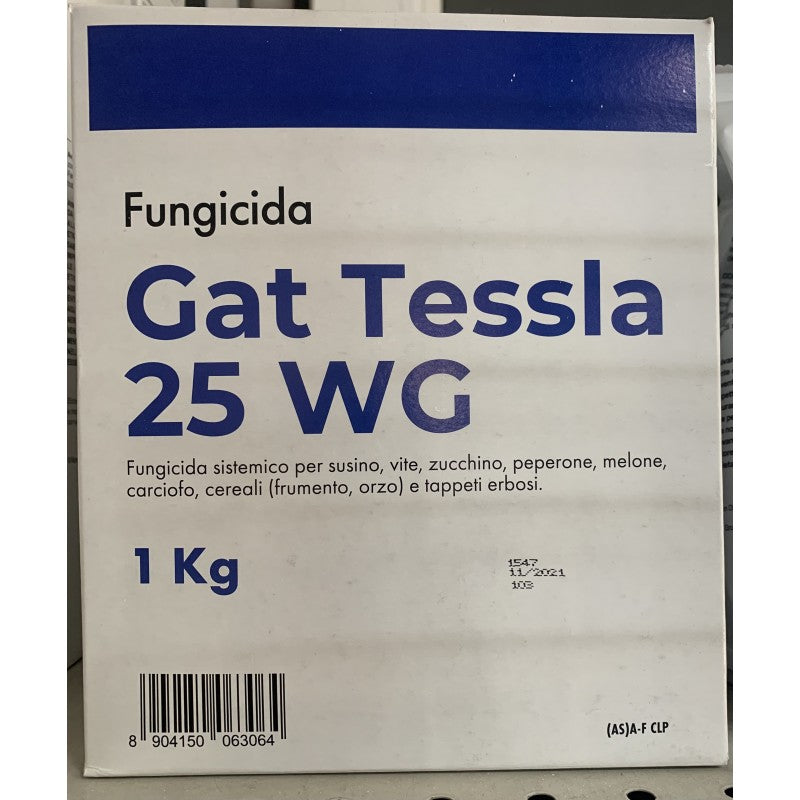 Fungicida
Gat Tessla
25 WG
Fungicida sistemico per susino, vite, zucchino, peperone, melone,
carciofo, cereali (frumento, orzo) e tappeti erbosi.
1 Kg
1547
11/2021
103
8 904150 063064
(AS)A-F CLP